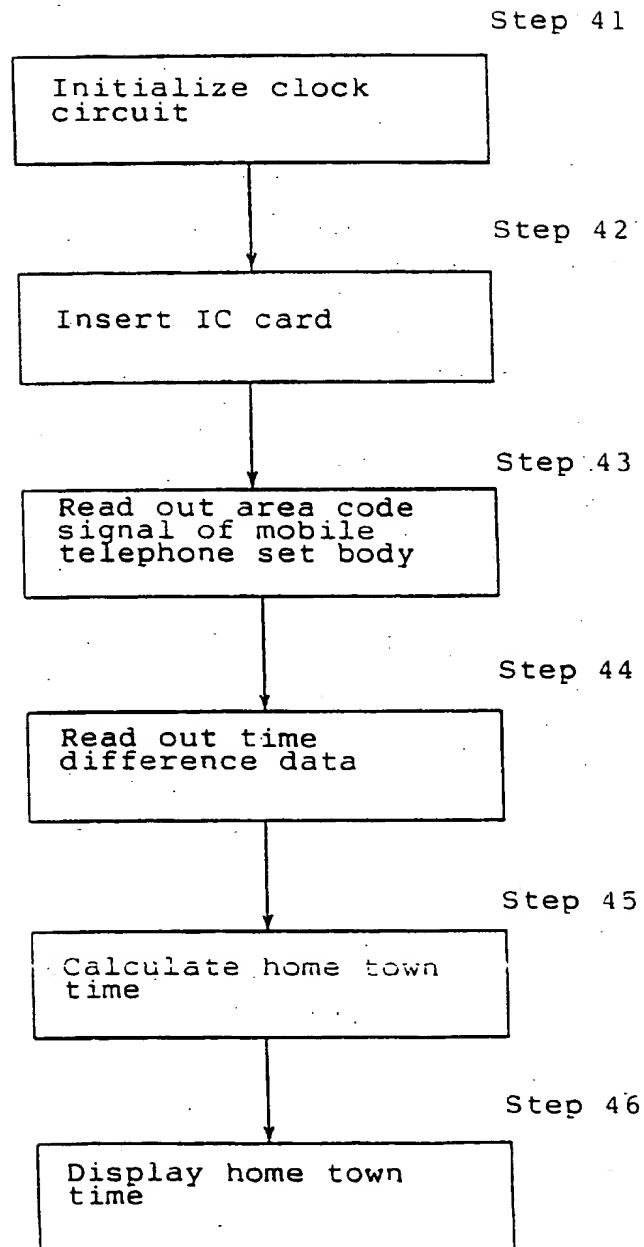 Step 41
Initialize clock
circuit
Step 42
Insert IC card
Step 43
Read out area code
signal of mobile
telephone set body
Step 44
Read out time
difference data
Step 45
Calculate home town
time
Step 46
Display home town
time